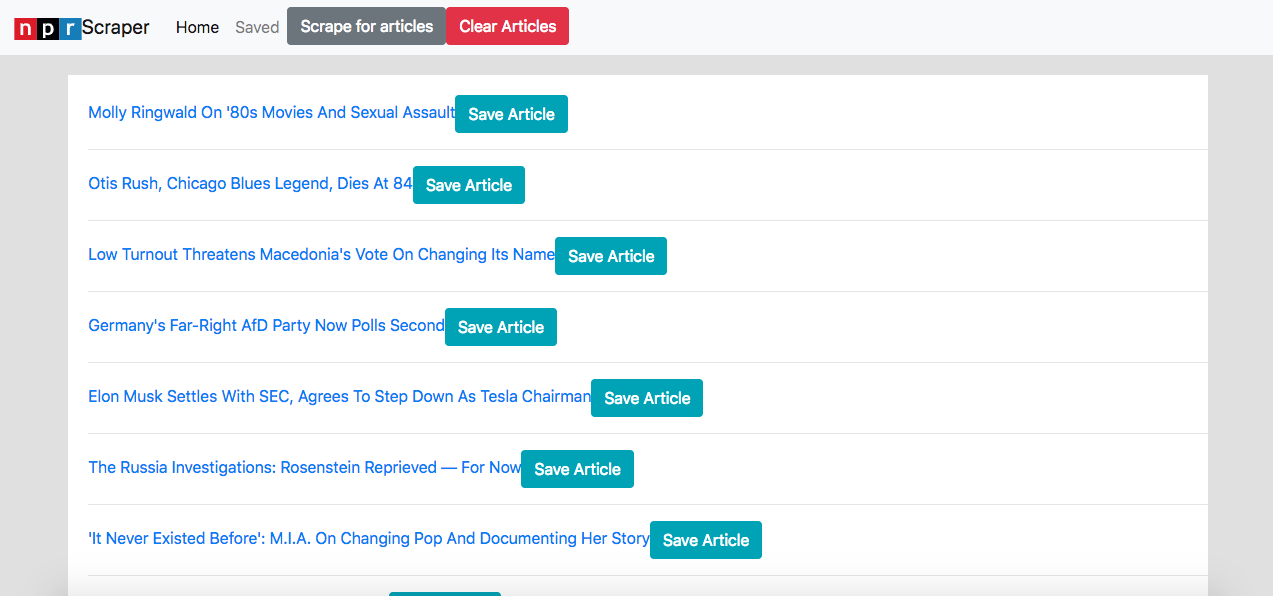 npr Scraper Home Saved Scrape for articles Clear Articles
Molly Ringwald On '80s Movies And Sexual Assault Save Article
Otis Rush, Chicago Blues Legend, Dies At 84 Save Article
Low Turnout Threatens Macedonia's Vote On Changing Its Name Save Article
Germany's Far-Right AfD Party Now Polls Second Save Article
Elon Musk Settles With SEC, Agrees To Step Down As Tesla Chairman Save Article
The Russia Investigations: Rosenstein Reprieved — For Now Save Article
'It Never Existed Before': M.I.A. On Changing Pop And Documenting Her Story Save Article